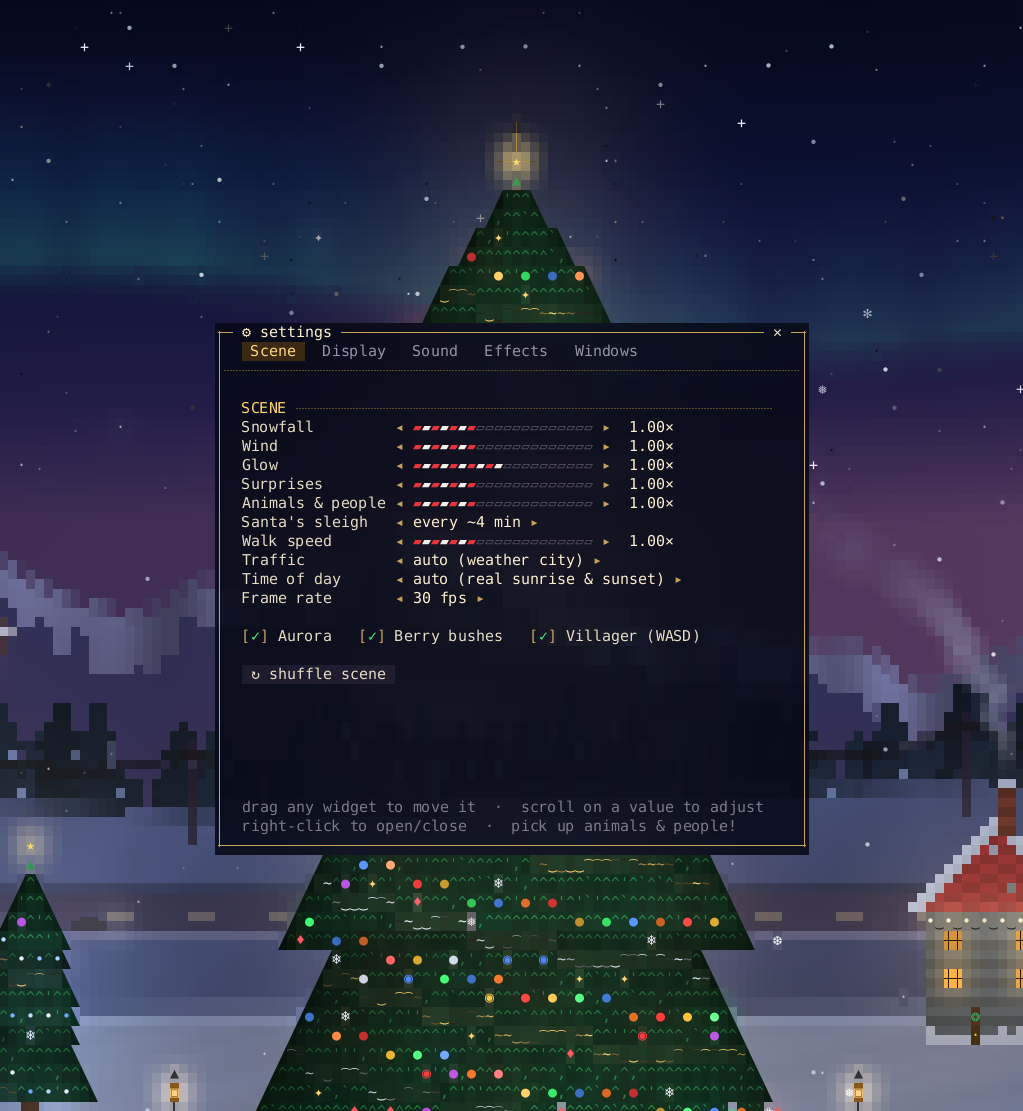 ⚙ settings ✕
Scene Display Sound Effects Windows
SCENE
Snowfall ◂ ▸ 1.00×
Wind ◂ ▸ 1.00×
Glow ◂ ▸ 1.00×
Surprises ◂ ▸ 1.00×
Animals & people ◂ ▸ 1.00×
Santa's sleigh ◂ every ~4 min ▸
Walk speed ◂ ▸ 1.00×
Traffic ◂ auto (weather city) ▸
Time of day ◂ auto (real sunrise & sunset) ▸
Frame rate ◂ 30 fps ▸
[✓] Aurora [✓] Berry bushes [✓] Villager (WASD)
↻ shuffle scene
drag any widget to move it · scroll on a value to adjust
right-click to open/close · pick up animals & people!